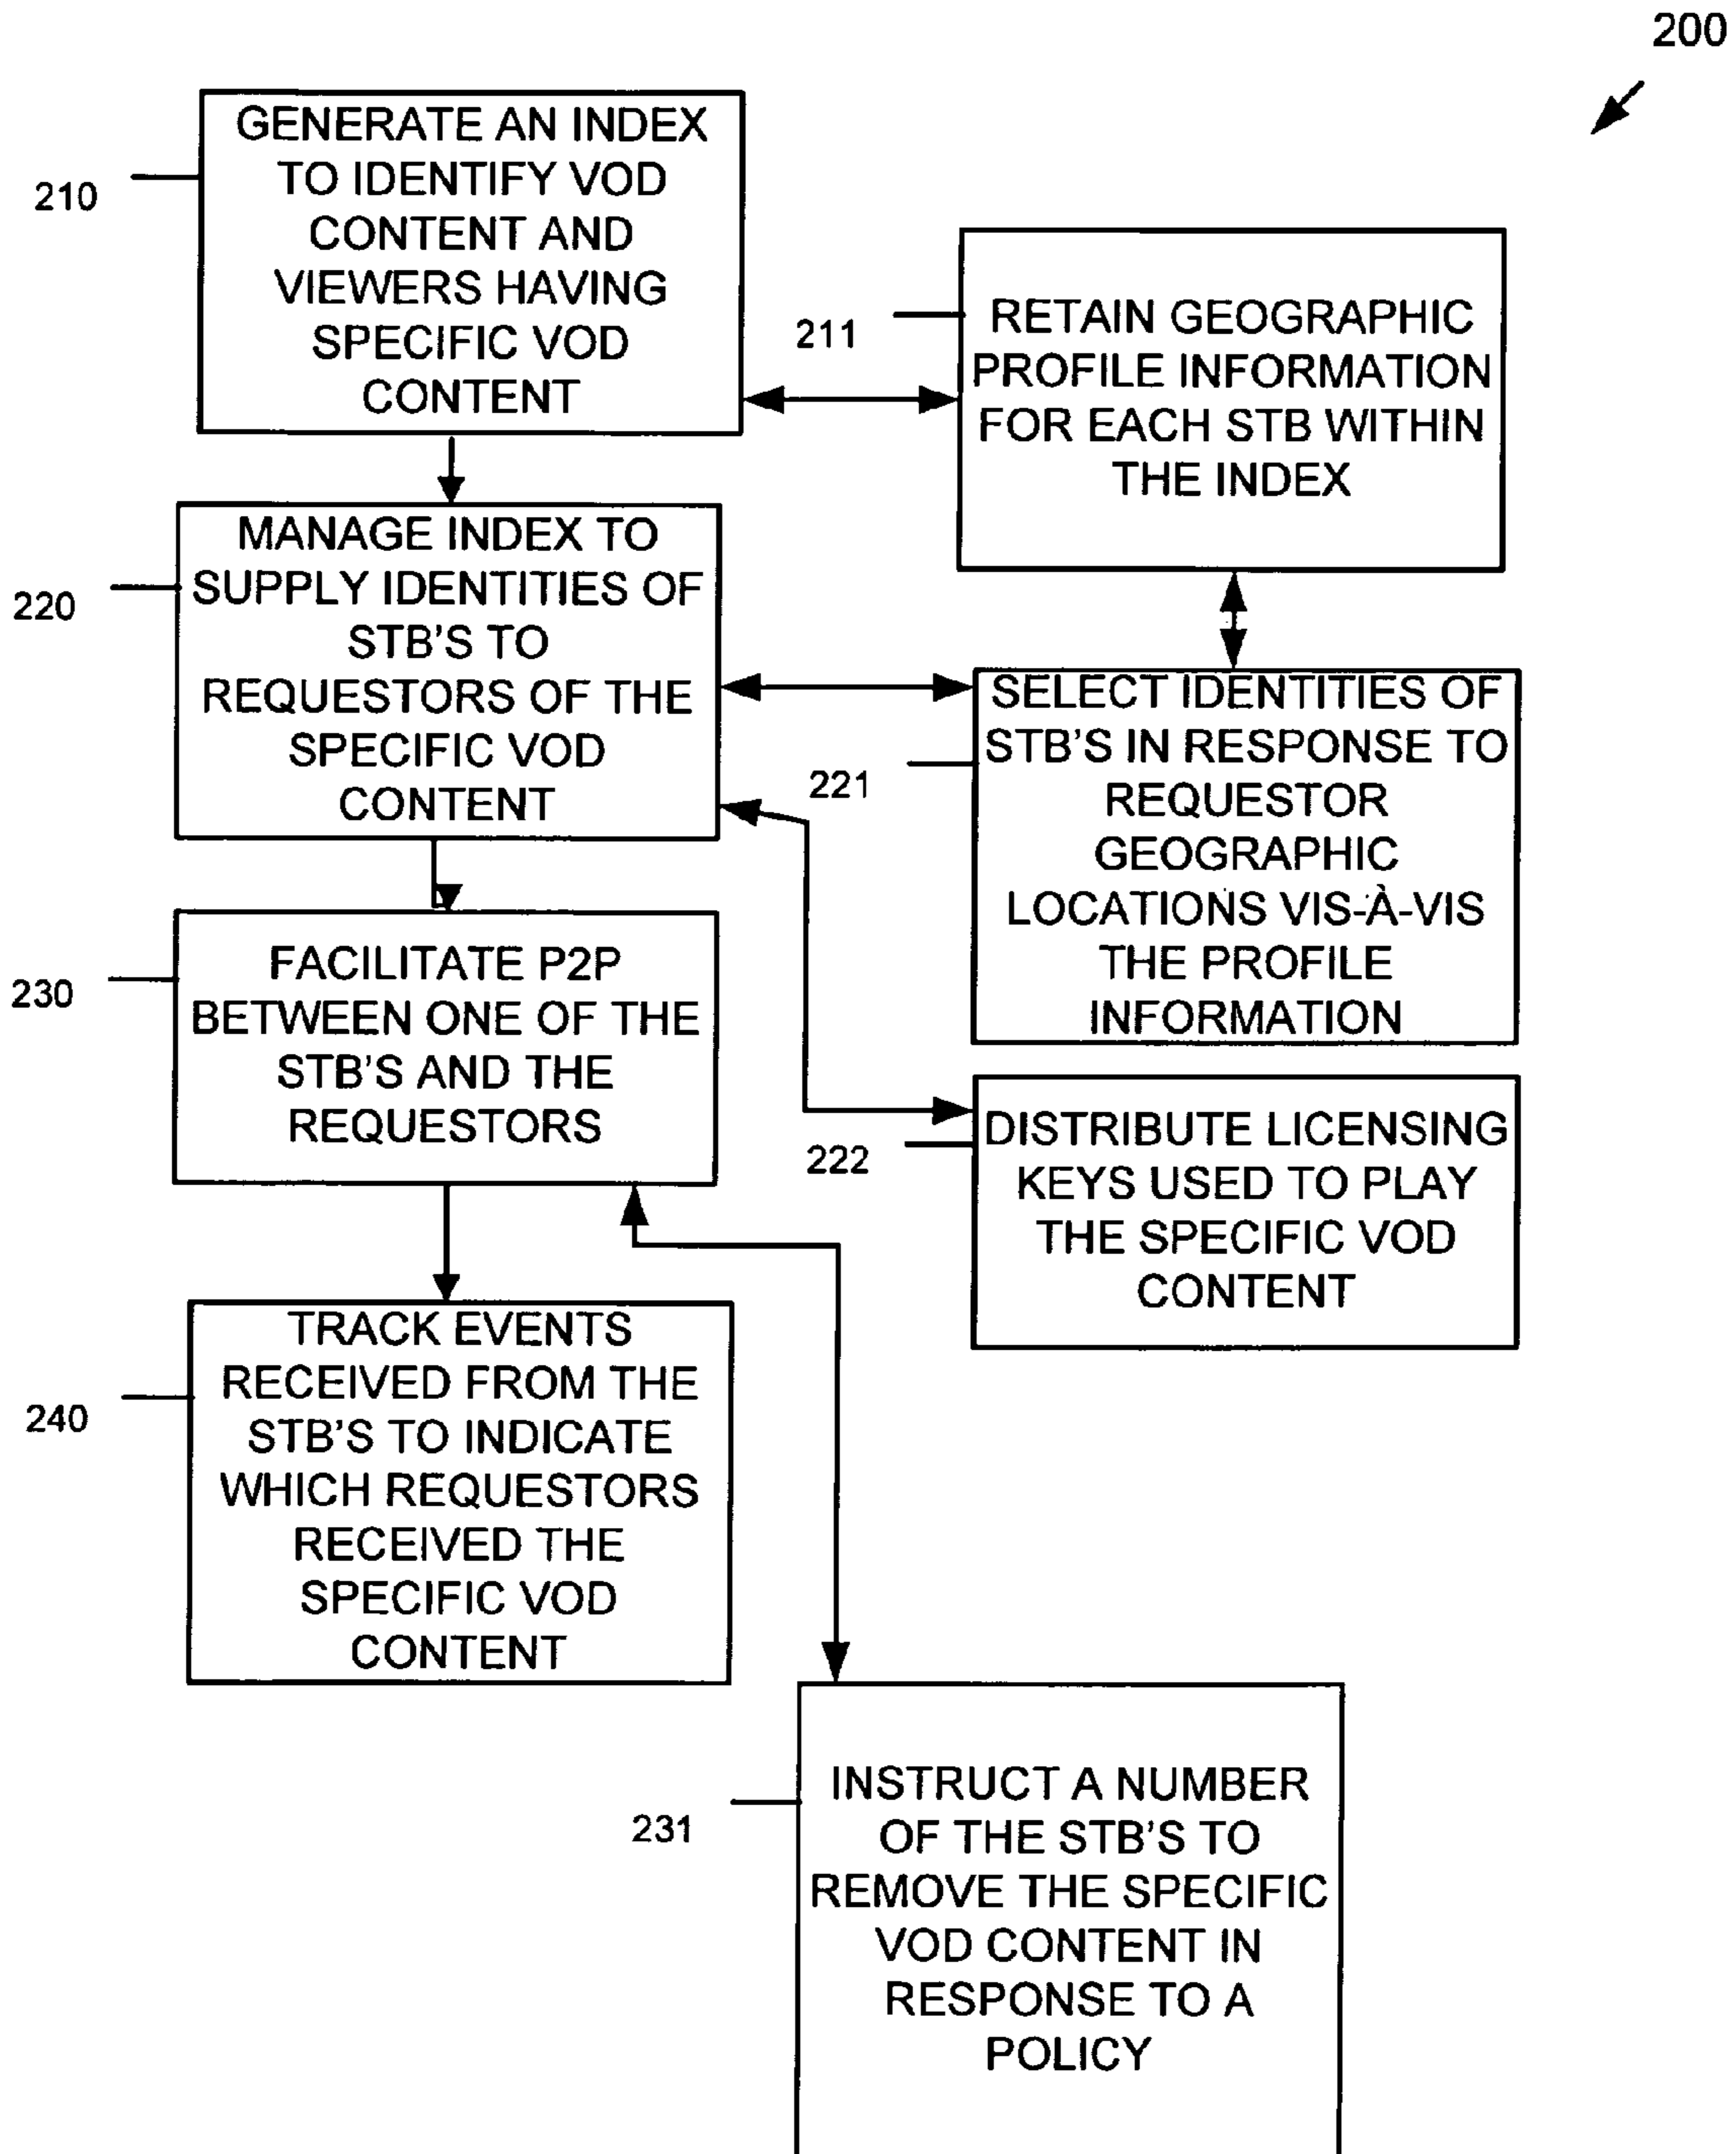 200
GENERATE AN INDEX
TO IDENTIFY VOD
CONTENT AND
VIEWERS HAVING
SPECIFIC VOD
CONTENT
210
211
RETAIN GEOGRAPHIC
PROFILE INFORMATION
FOR EACH STB WITHIN
THE INDEX
MANAGE INDEX TO
SUPPLY IDENTITIES OF
STB'S TO
REQUESTORS OF THE
SPECIFIC VOD
CONTENT
220
SELECT IDENTITIES OF
STB'S IN RESPONSE TO
REQUESTOR
GEOGRAPHIC
LOCATIONS VIS-À-VIS
THE PROFILE
INFORMATION
221
FACILITATE P2P
BETWEEN ONE OF THE
STB'S AND THE
REQUESTORS
230
DISTRIBUTE LICENSING
KEYS USED TO PLAY
THE SPECIFIC VOD
CONTENT
222
TRACK EVENTS
RECEIVED FROM THE
STB'S TO INDICATE
WHICH REQUESTORS
RECEIVED THE
SPECIFIC VOD
CONTENT
240
231
INSTRUCT A NUMBER
OF THE STB'S TO
REMOVE THE SPECIFIC
VOD CONTENT IN
RESPONSE TO A
POLICY